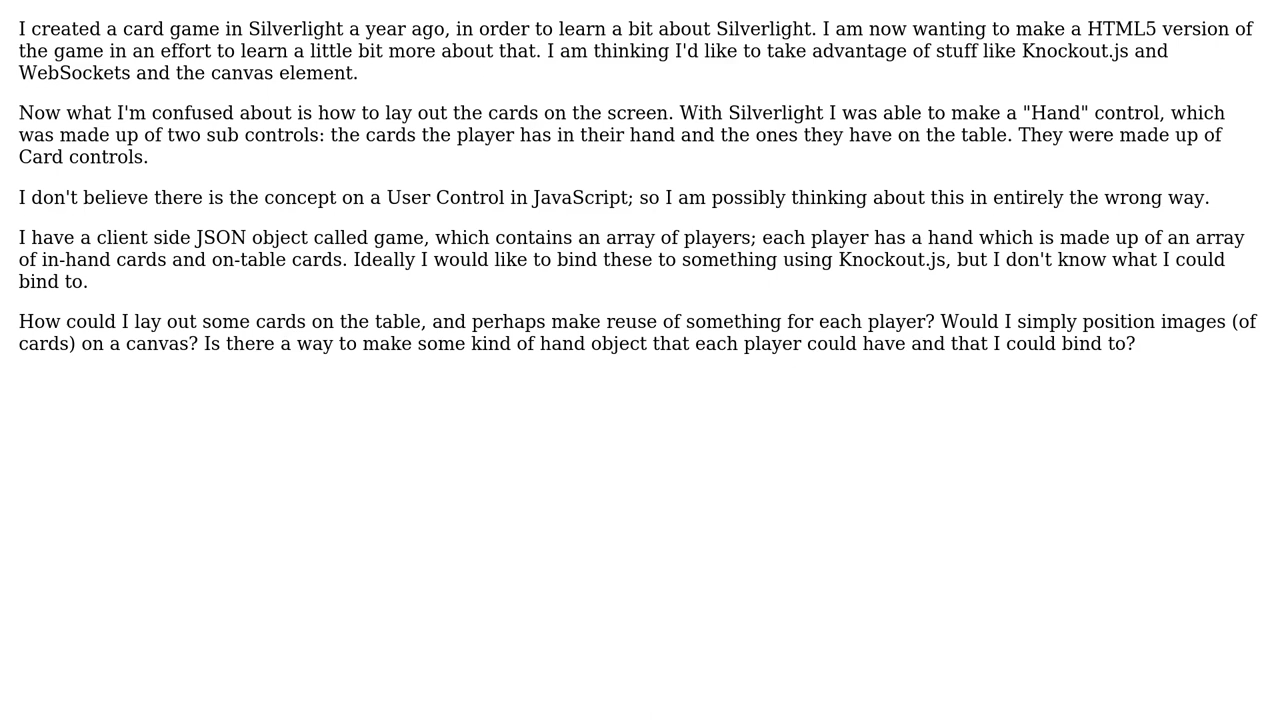 I created a card game in Silverlight a year ago, in order to learn a bit about Silverlight. I am now wanting to make a HTML5 version of
the game in an effort to learn a little bit more about that. I am thinking I'd like to take advantage of stuff like Knockout.js and
WebSockets and the canvas element.
Now what I'm confused about is how to lay out the cards on the screen. With Silverlight I was able to make a "Hand" control, which
was made up of two sub controls: the cards the player has in their hand and the ones they have on the table. They were made up of
Card controls.
I don't believe there is the concept on a User Control in JavaScript; so I am possibly thinking about this in entirely the wrong way.
I have a client side JSON object called game, which contains an array of players; each player has a hand which is made up of an array
of in-hand cards and on-table cards. Ideally I would like to bind these to something using Knockout.js, but I don't know what I could
bind to.
How could I lay out some cards on the table, and perhaps make reuse of something for each player? Would I simply position images (of
cards) on a canvas? Is there a way to make some kind of hand object that each player could have and that I could bind to?